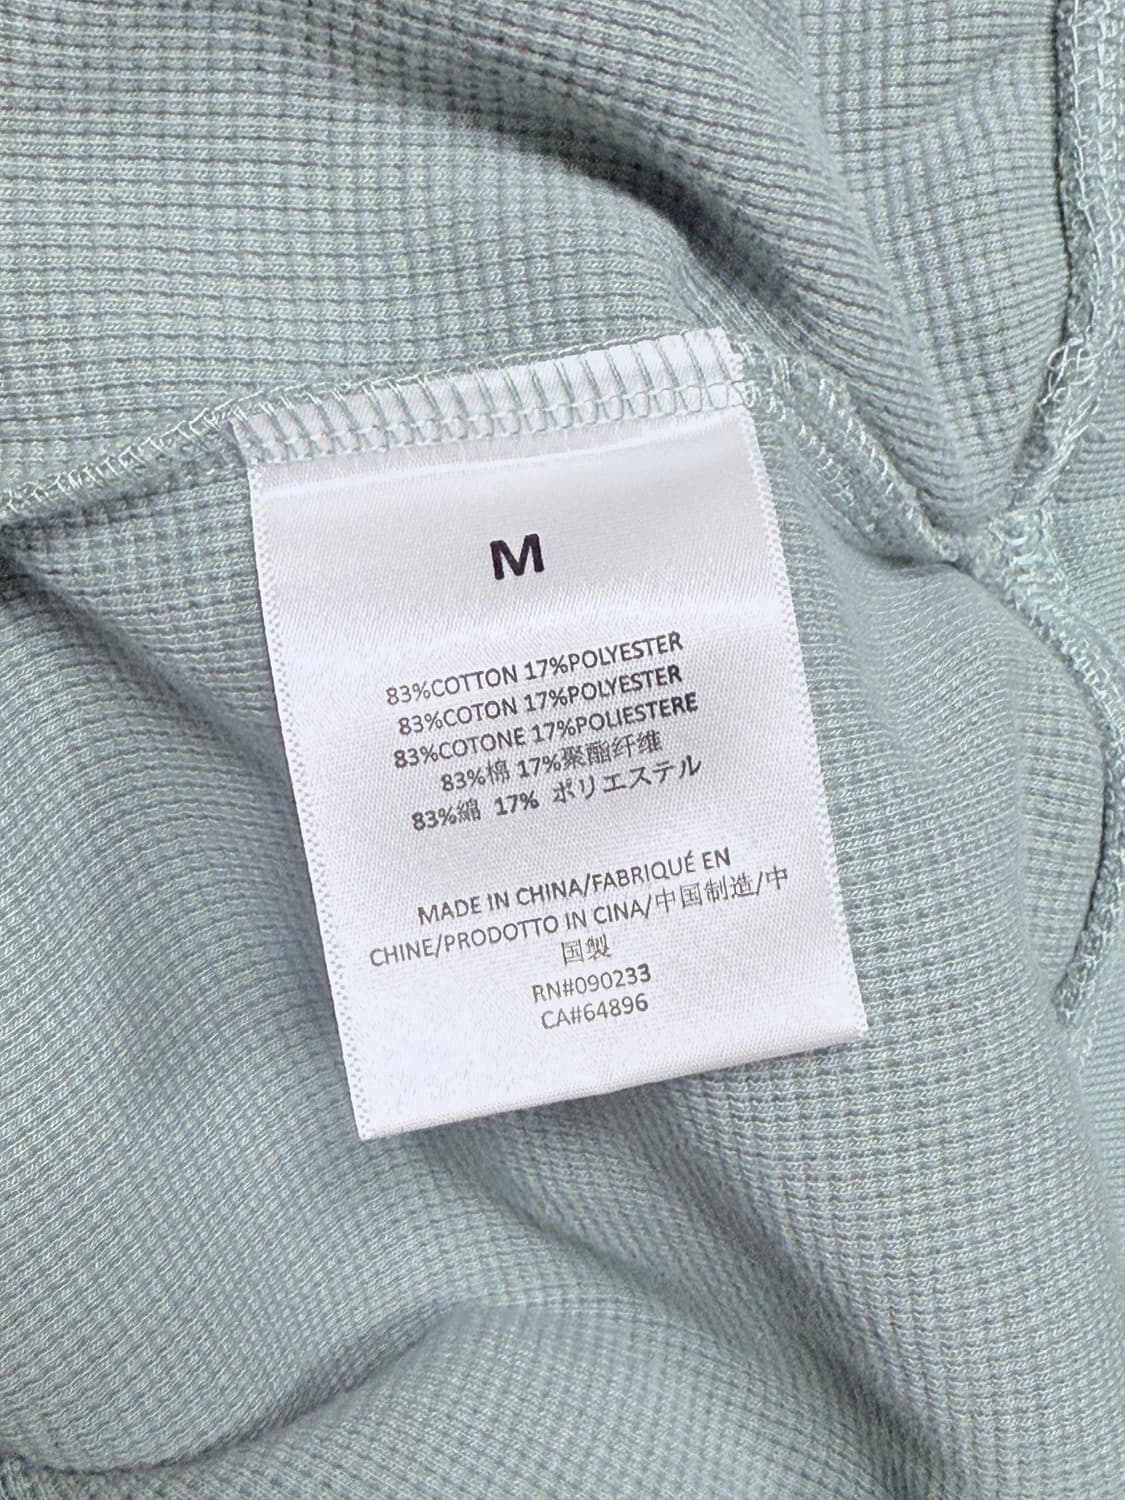 M
83%COTTON 17%POLYESTER
83%COTON 17%POLYESTER
83%COTONE 17%POLIESTERE
83%棉 17%聚酯纤维
83%綿 17% ポリエステル
MADE IN CHINA/FABRIQUÉ EN
CHINE/PRODOTTO IN CINA/中国制造/中
国製
RN#090233
CA#64896